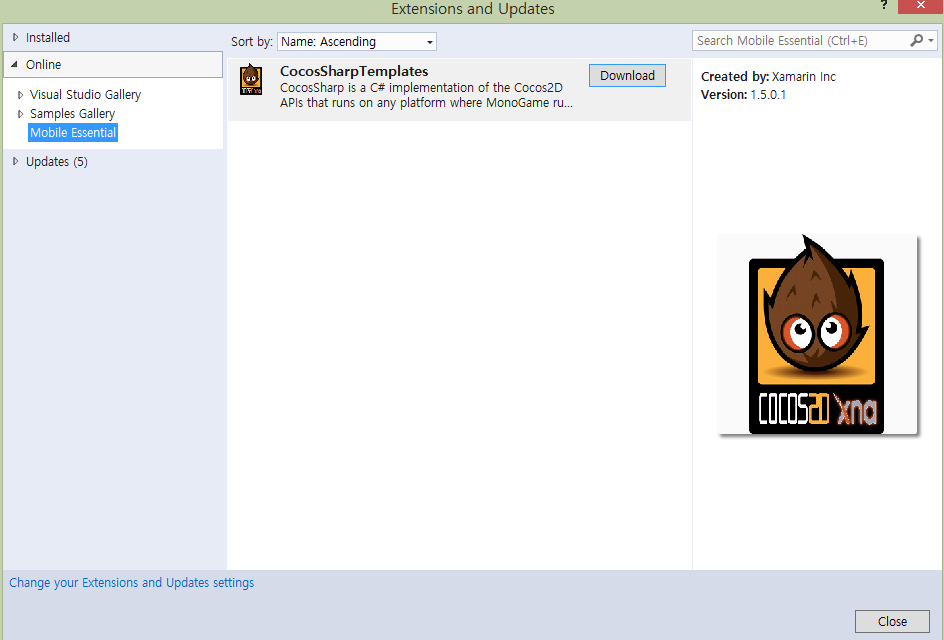 Extensions and Updates
?
Installed
Online
Visual Studio Gallery
Samples Gallery
Mobile Essential
Updates (5)
Sort by: Name: Ascending
CocosSharpTemplates
CocosSharp is a C# implementation of the Cocos2D
APIs that runs on any platform where MonoGame ru...
Download
Search Mobile Essential (Ctrl+E)
Created by: Xamarin Inc
Version: 1.5.0.1
COCOS2D Xna
Change your Extensions and Updates settings
Close